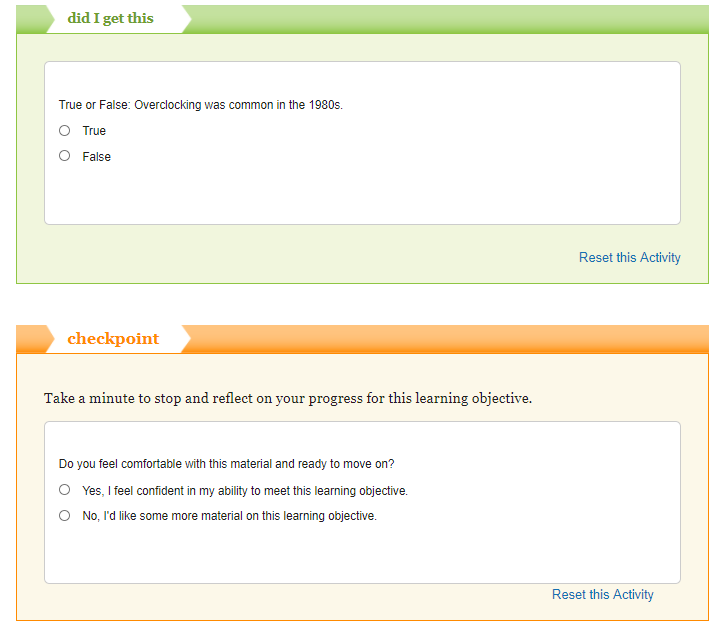 did I get this
True or False: Overclocking was common in the 1980s.
True
False
Reset this Activity
checkpoint
Take a minute to stop and reflect on your progress for this learning objective.
Do you feel comfortable with this material and ready to move on?
Yes, I feel confident in my ability to meet this learning objective.
No, I'd like some more material on this learning objective.
Reset this Activity